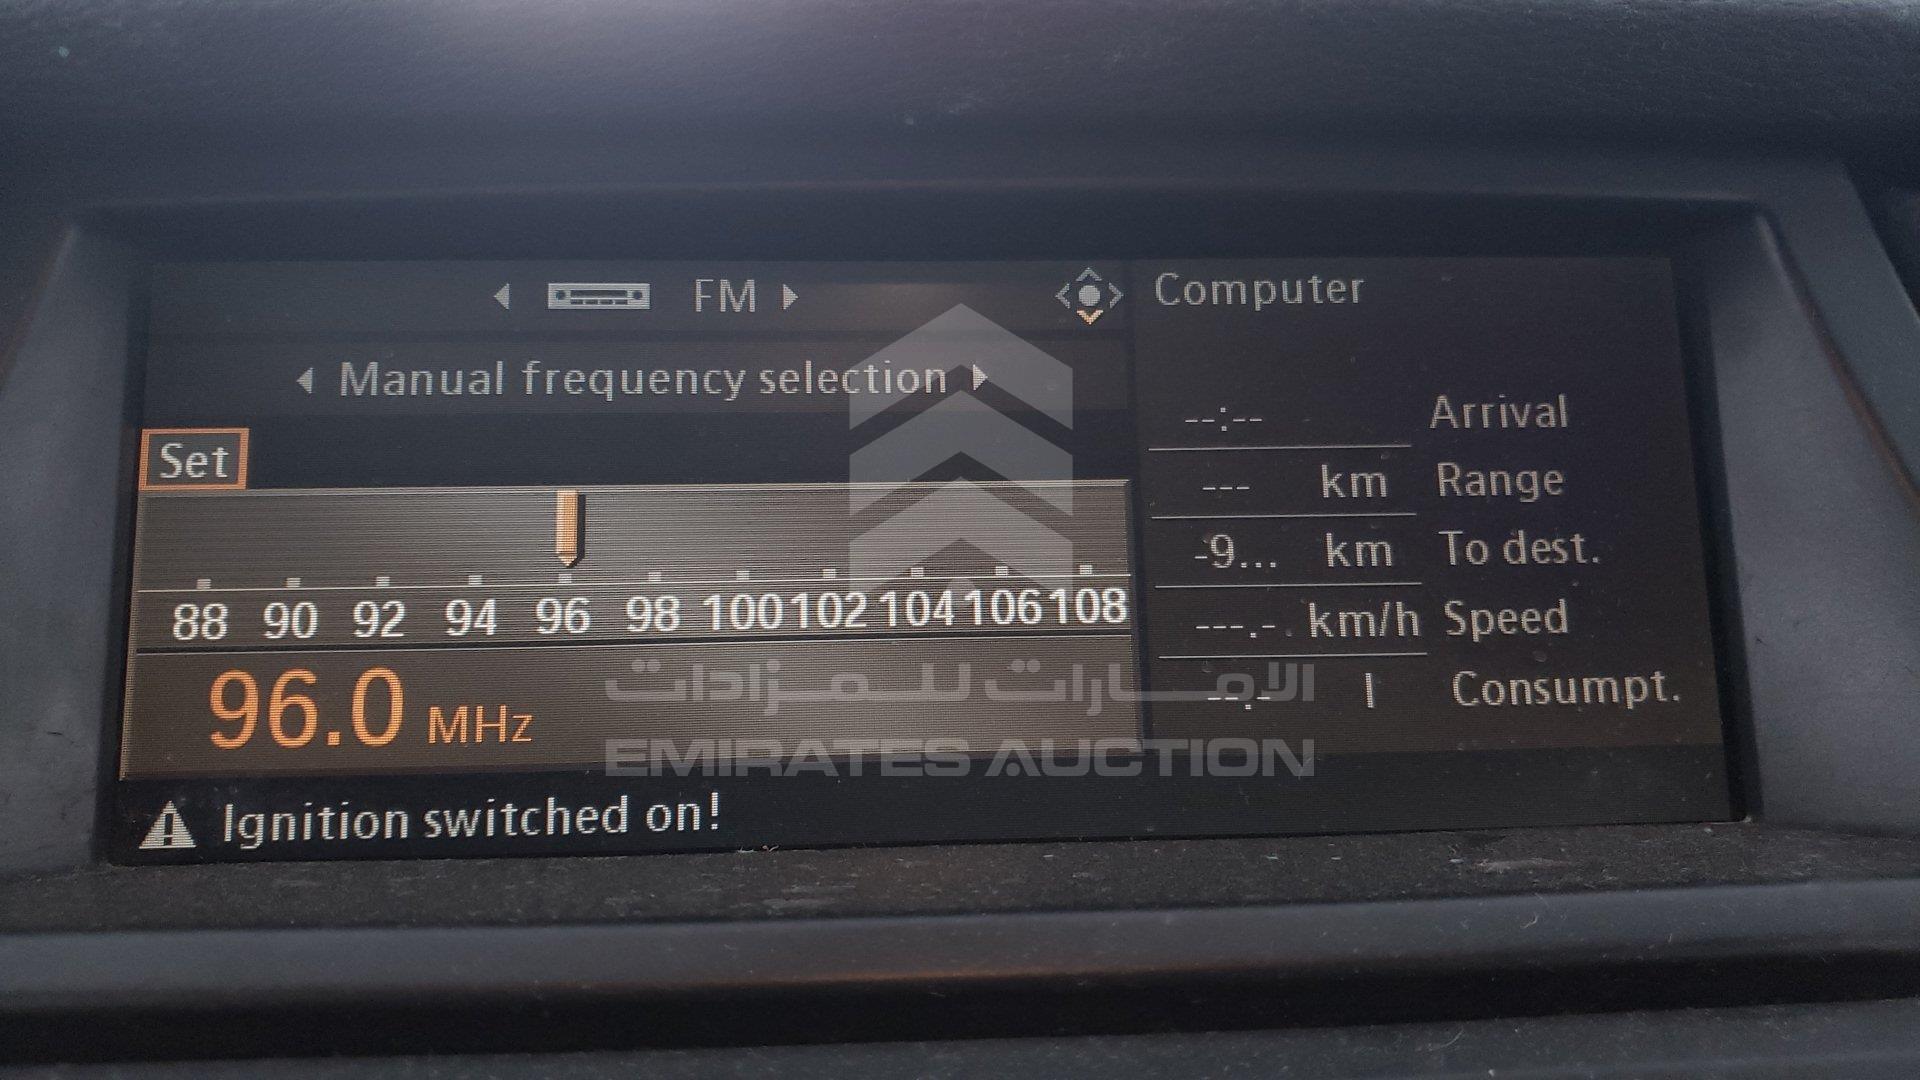 FM
Manual frequency selection
Set
88 90 92 94 96 98 100 102 104 106 108
96.0 MHz
Ignition switched on!
Computer
--:-- Arrival
--- km Range
-9... km To dest.
---.- km/h Speed
--.- l Consumpt.
الإمارات للمزادات
EMIRATES AUCTION